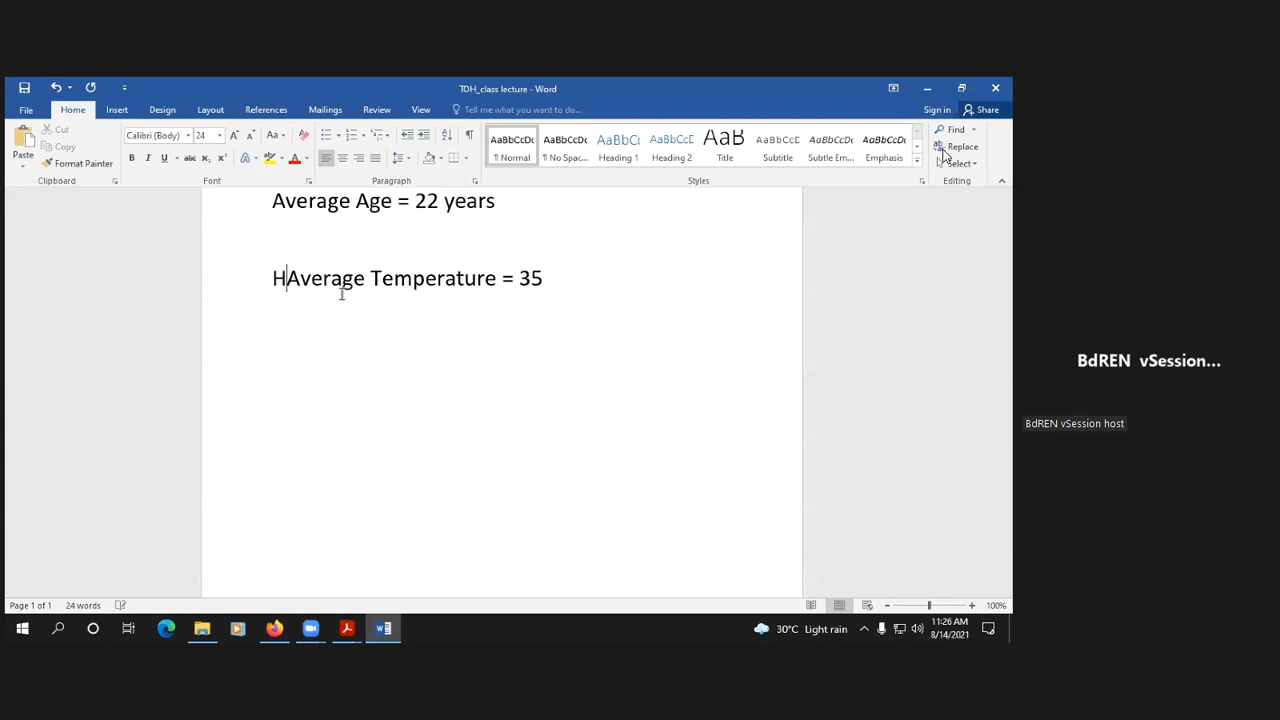 TOH_class lecture - Word
File Home Insert Design Layout References Mailings Review View Tell me what you want to do... Sign in Share
Paste Cut Copy Format Painter
Calibri (Body) 24
AaBbCcDc AaBbCcDc AaBbCc AaBbCcC AaB AaBbCcD AaBbCcDc AaBbCcDc
¶ Normal ¶ No Spac... Heading 1 Heading 2 Title Subtitle Subtle Em... Emphasis
Find
Replace
Select
Clipboard Font Paragraph Styles Editing
Average Age = 22 years
HAverage Temperature = 35
BdREN vSession...
BdREN vSession host
Page 1 of 1 24 words 100%
30°C Light rain 11:26 AM
8/14/2021